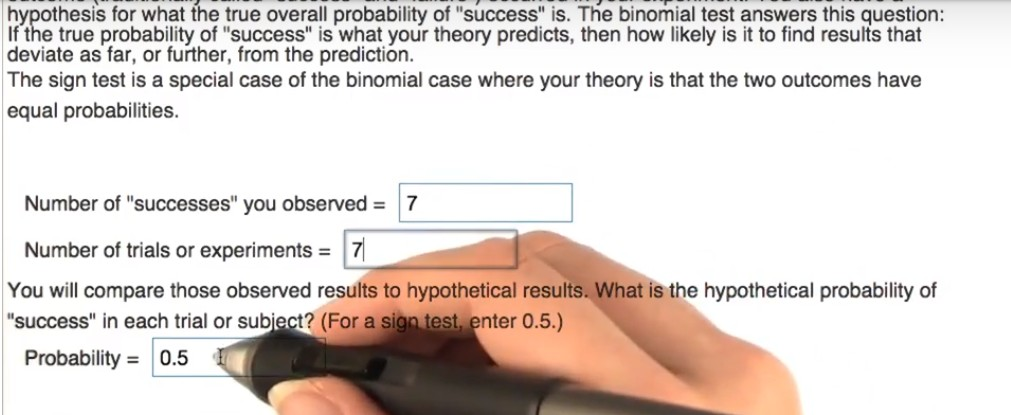 hypothesis for what the true overall probability of "success" is. The binomial test answers this question:
If the true probability of "success" is what your theory predicts, then how likely is it to find results that
deviate as far, or further, from the prediction.
The sign test is a special case of the binomial case where your theory is that the two outcomes have
equal probabilities.
Number of "successes" you observed = 7
Number of trials or experiments = 7
You will compare those observed results to hypothetical results. What is the hypothetical probability of
"success" in each trial or subject? (For a sign test, enter 0.5.)
Probability = 0.5